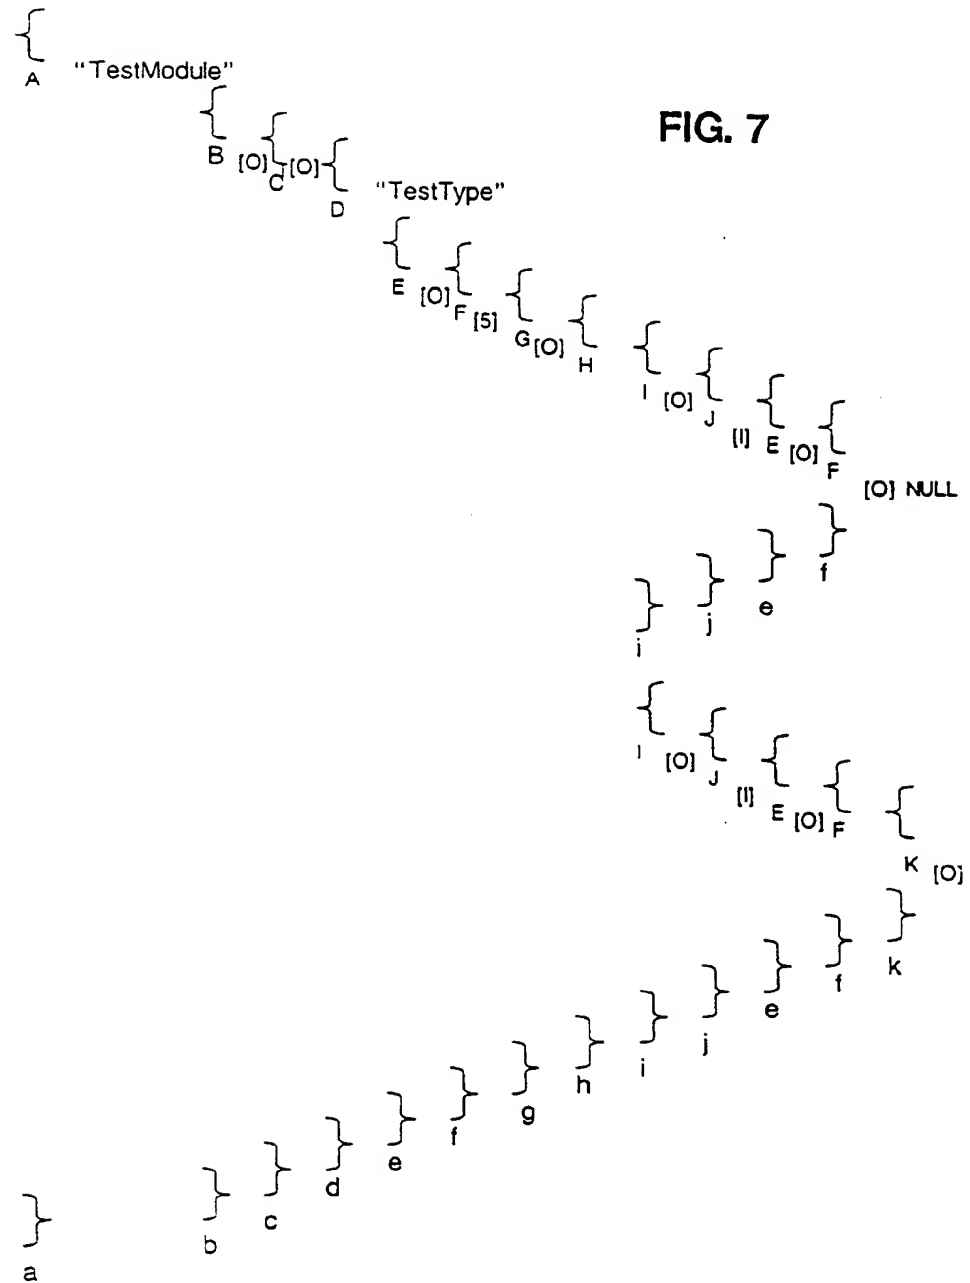 A "TestModule"
FIG. 7
B [O] C [O] D "TestType"
E [O] F [5] G [O] H
I [O] J [I] E [O] F [O] NULL
f
e
j
i
I [O] J [I] E [O] F K [O]
k
f
e
j
i
h
g
f
e
d
c
b
a